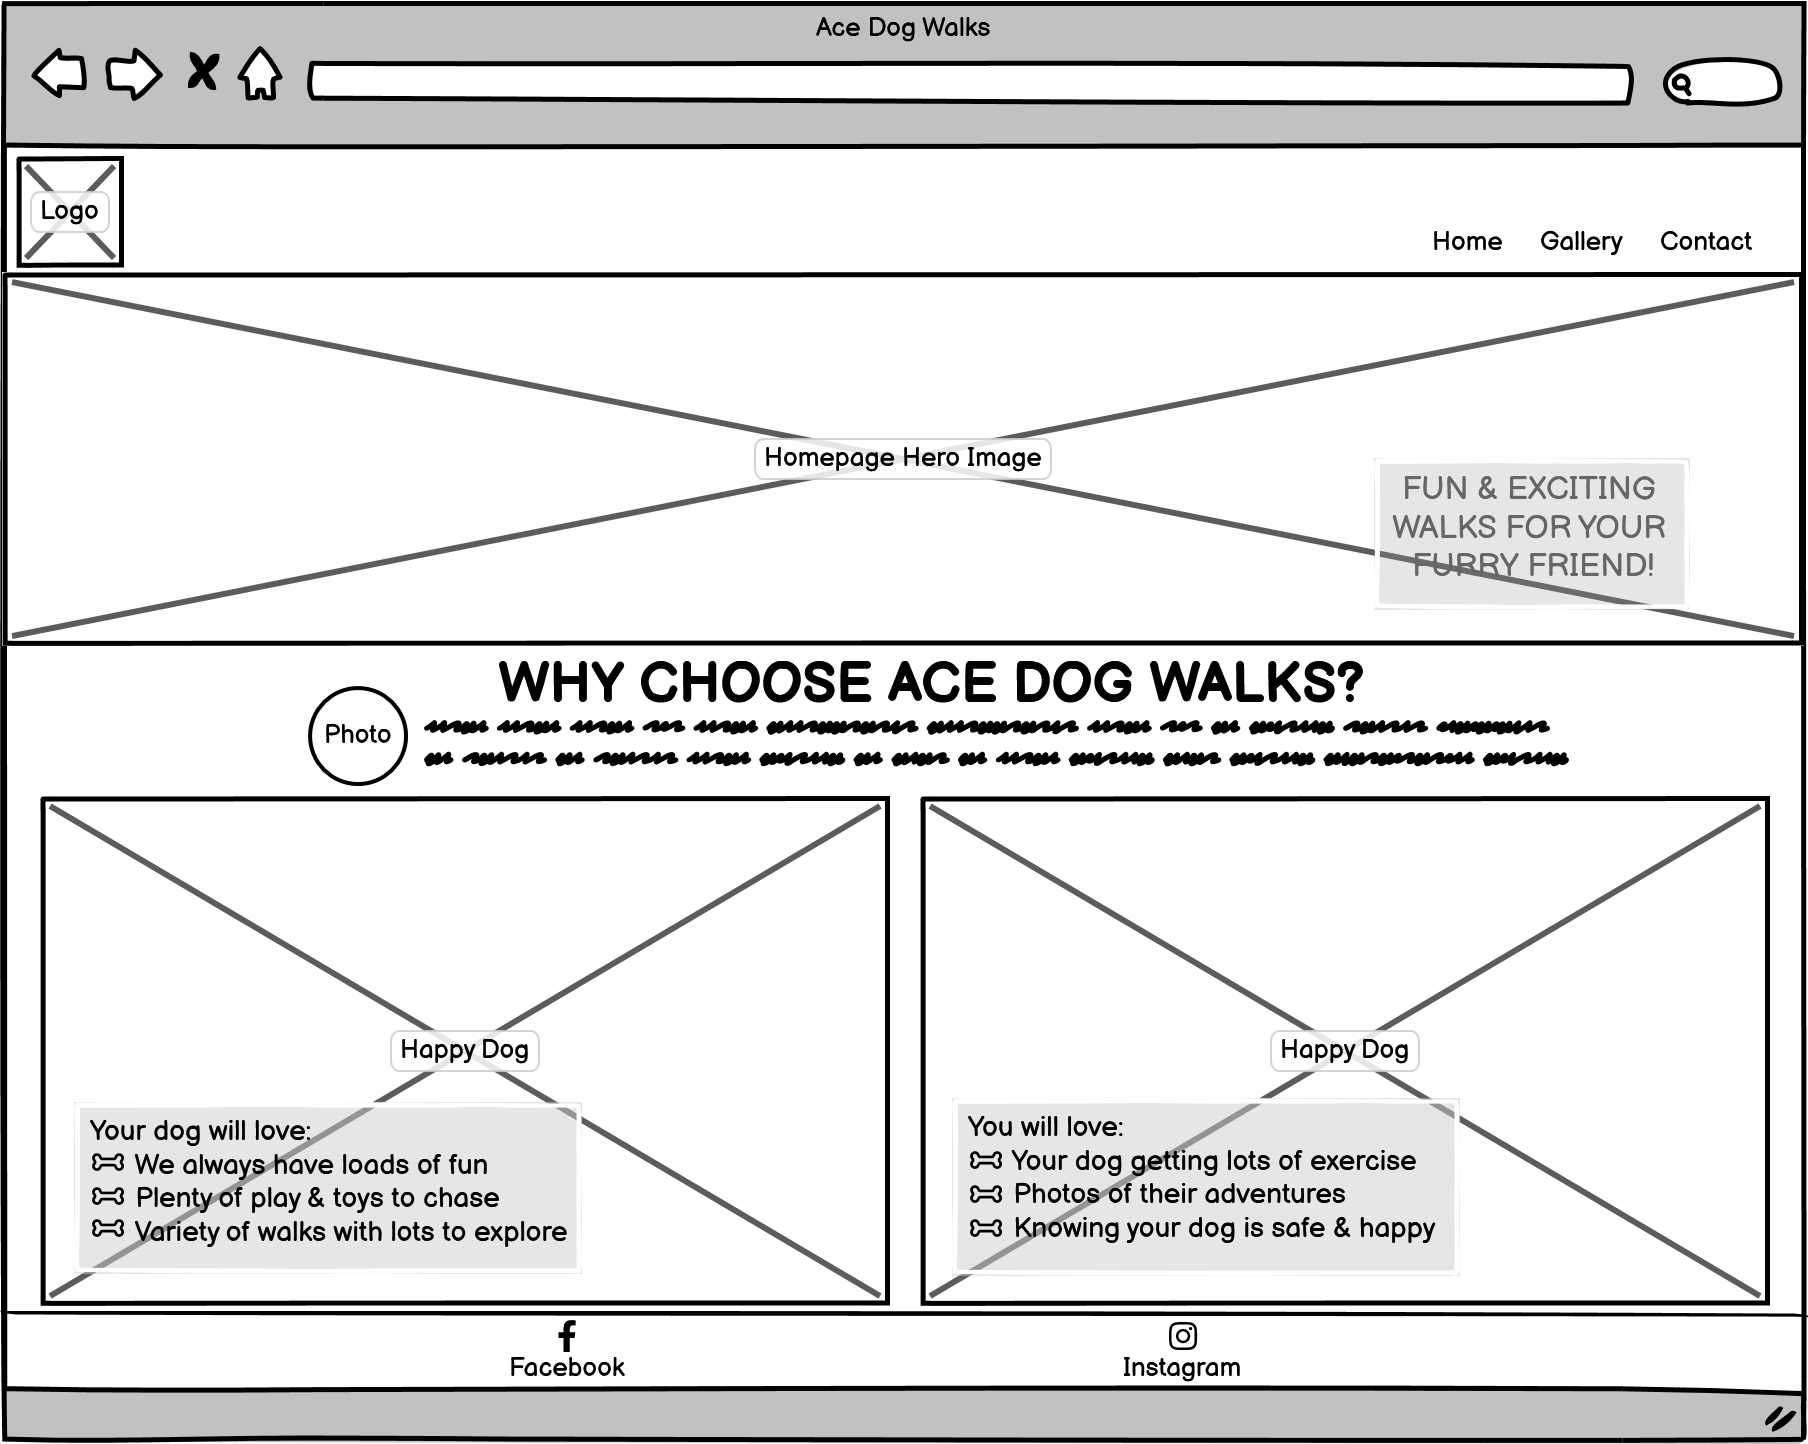 Ace Dog Walks
Logo
Home Gallery Contact
Homepage Hero Image
FUN & EXCITING
WALKS FOR YOUR
FURRY FRIEND!
WHY CHOOSE ACE DOG WALKS?
Photo
Happy Dog
Your dog will love:
We always have loads of fun
Plenty of play & toys to chase
Variety of walks with lots to explore
Happy Dog
You will love:
Your dog getting lots of exercise
Photos of their adventures
Knowing your dog is safe & happy
Facebook
Instagram